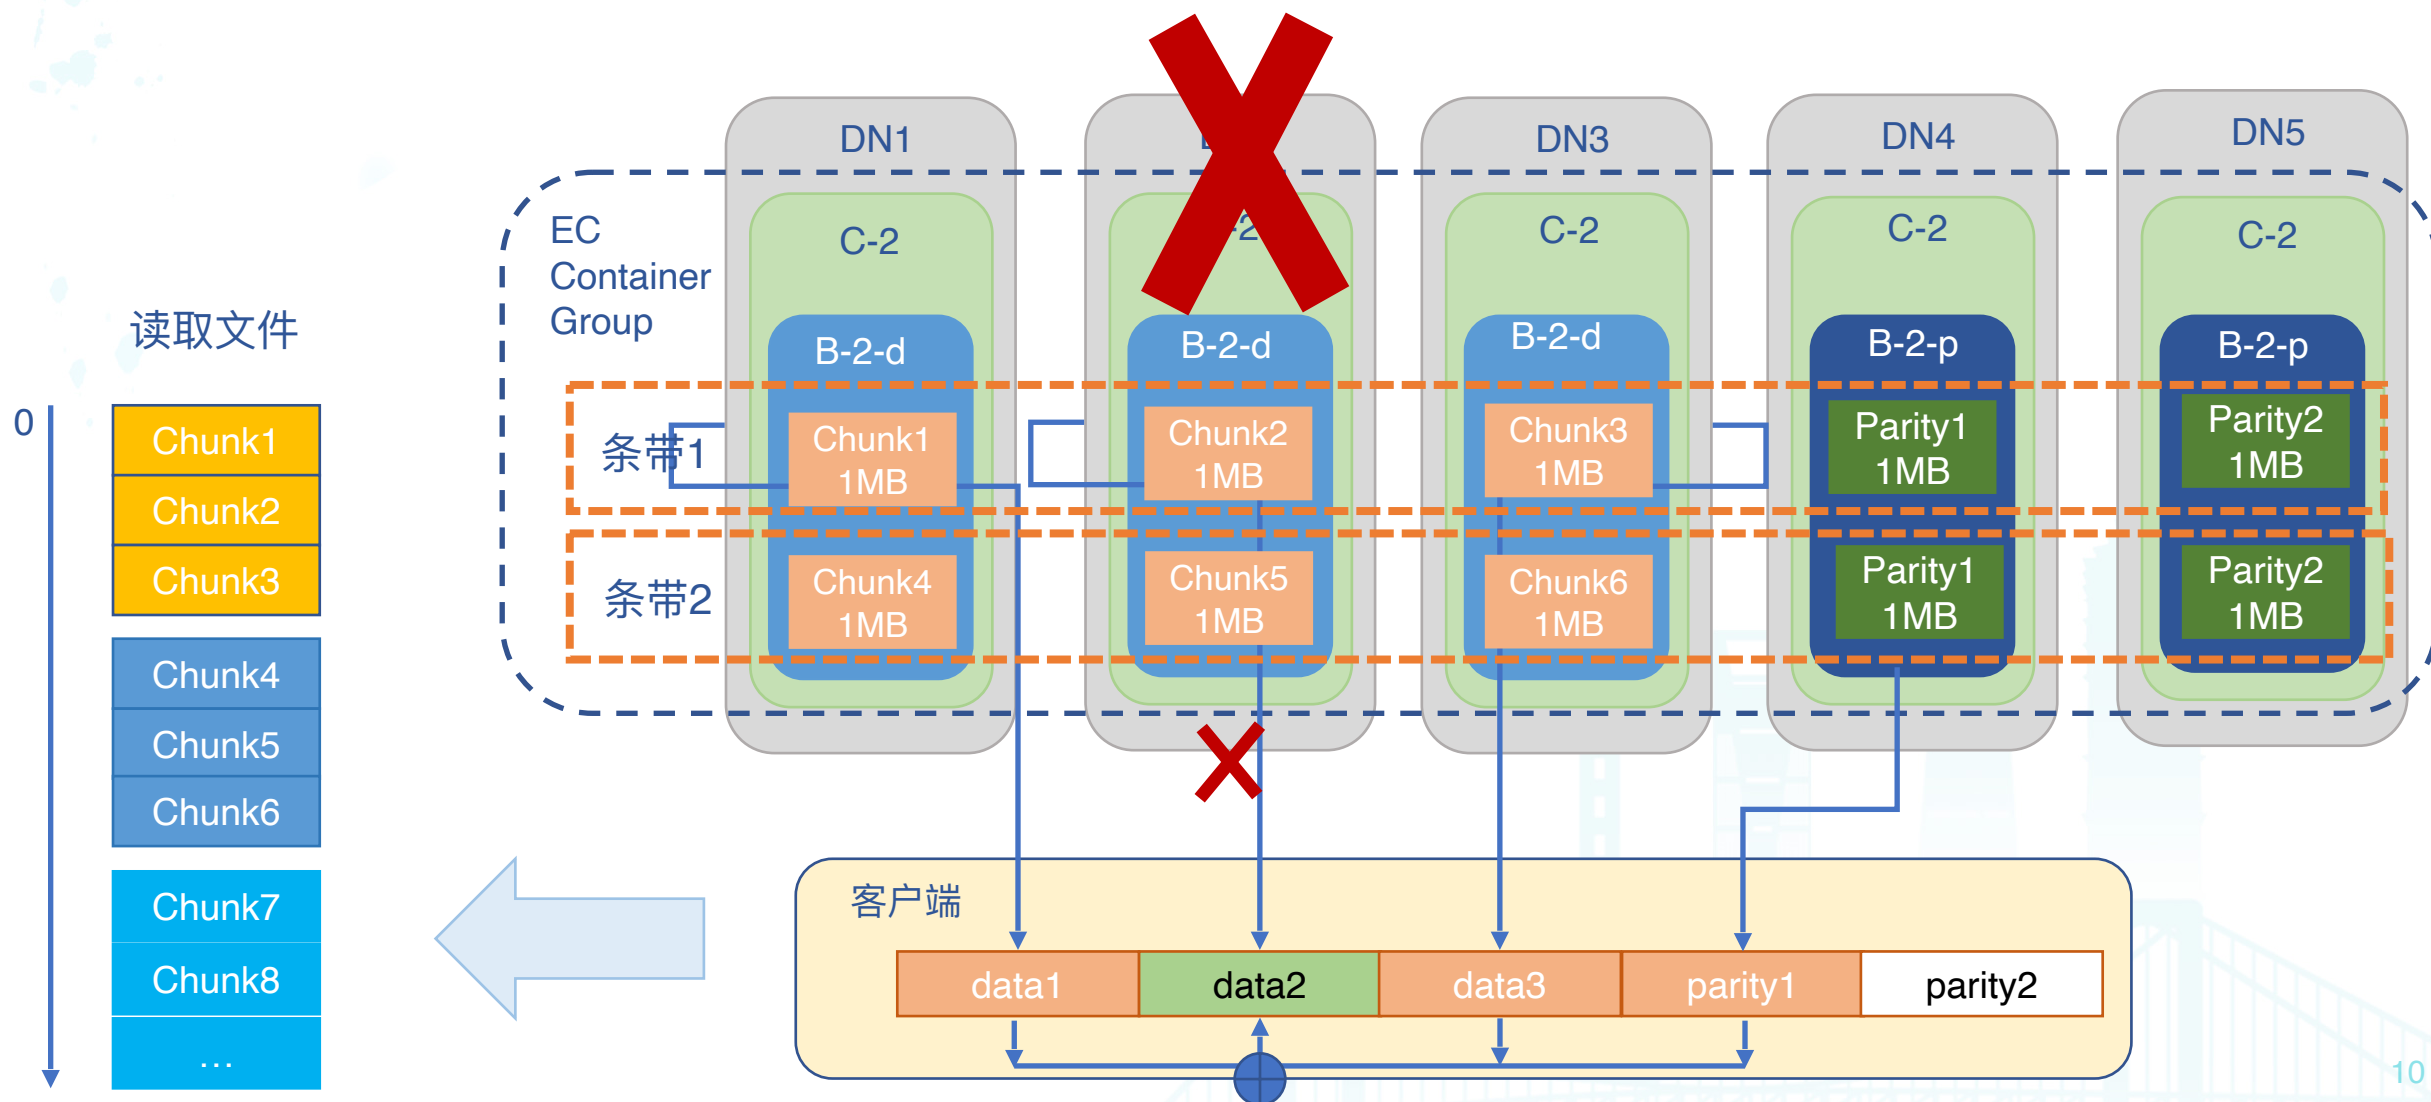 DN1
DN3
DN4
DN5
EC
Container
Group
C-2
C-2
C-2
C-2
读取文件
0
Chunk1
Chunk2
Chunk3
Chunk4
Chunk5
Chunk6
Chunk7
Chunk8
…
B-2-d
B-2-d
B-2-d
B-2-p
B-2-p
条带1
Chunk1
1MB
Chunk2
1MB
Chunk3
1MB
Parity1
1MB
Parity2
1MB
条带2
Chunk4
1MB
Chunk5
1MB
Chunk6
1MB
Parity1
1MB
Parity2
1MB
客户端
data1
data2
data3
parity1
parity2
10